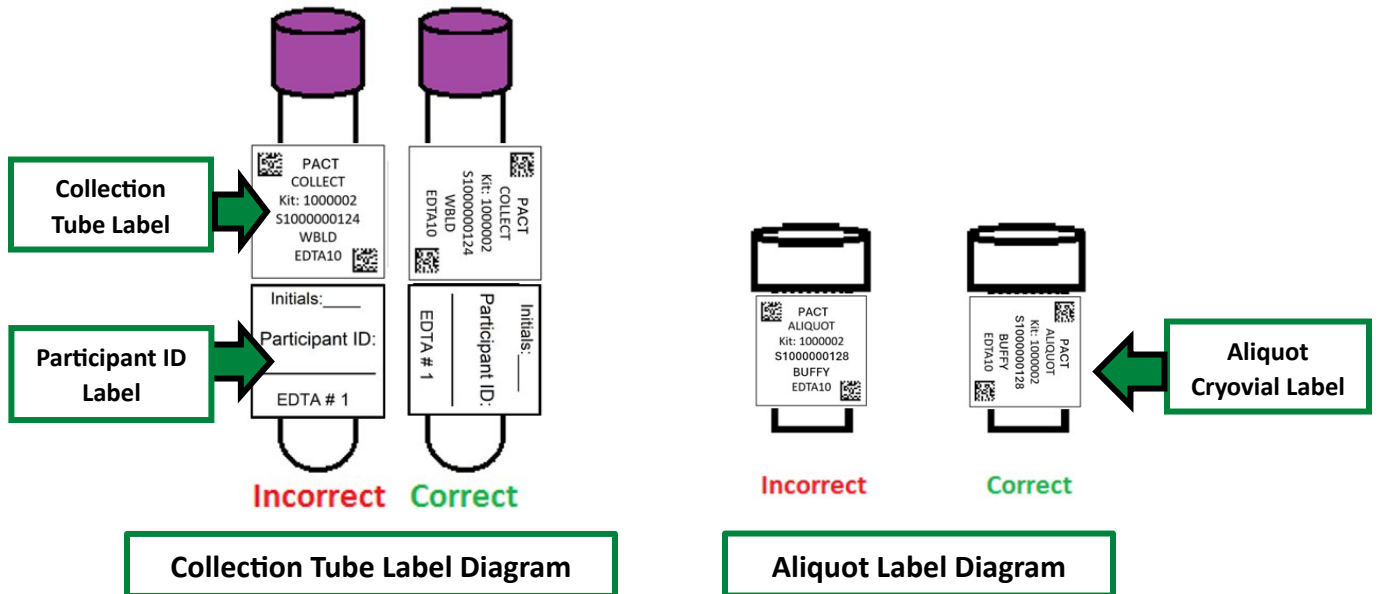 Collection
Tube Label
Participant ID
Label
PACT
COLLECT
Kit: 1000002
S1000000124
WBLD
EDTA10
Initials:____
Participant ID:
EDTA # 1
Incorrect
PACT
COLLECT
Kit: 1000002
S1000000124
WBLD
EDTA10
Initials:___
Participant ID:
EDTA # 1
Correct
Collection Tube Label Diagram
PACT
ALIQUOT
Kit: 1000002
S1000000128
BUFFY
EDTA10
Incorrect
PACT
ALIQUOT
Kit:1000002
S1000000128
BUFFY
EDTA10
Correct
Aliquot
Cryovial Label
Aliquot Label Diagram